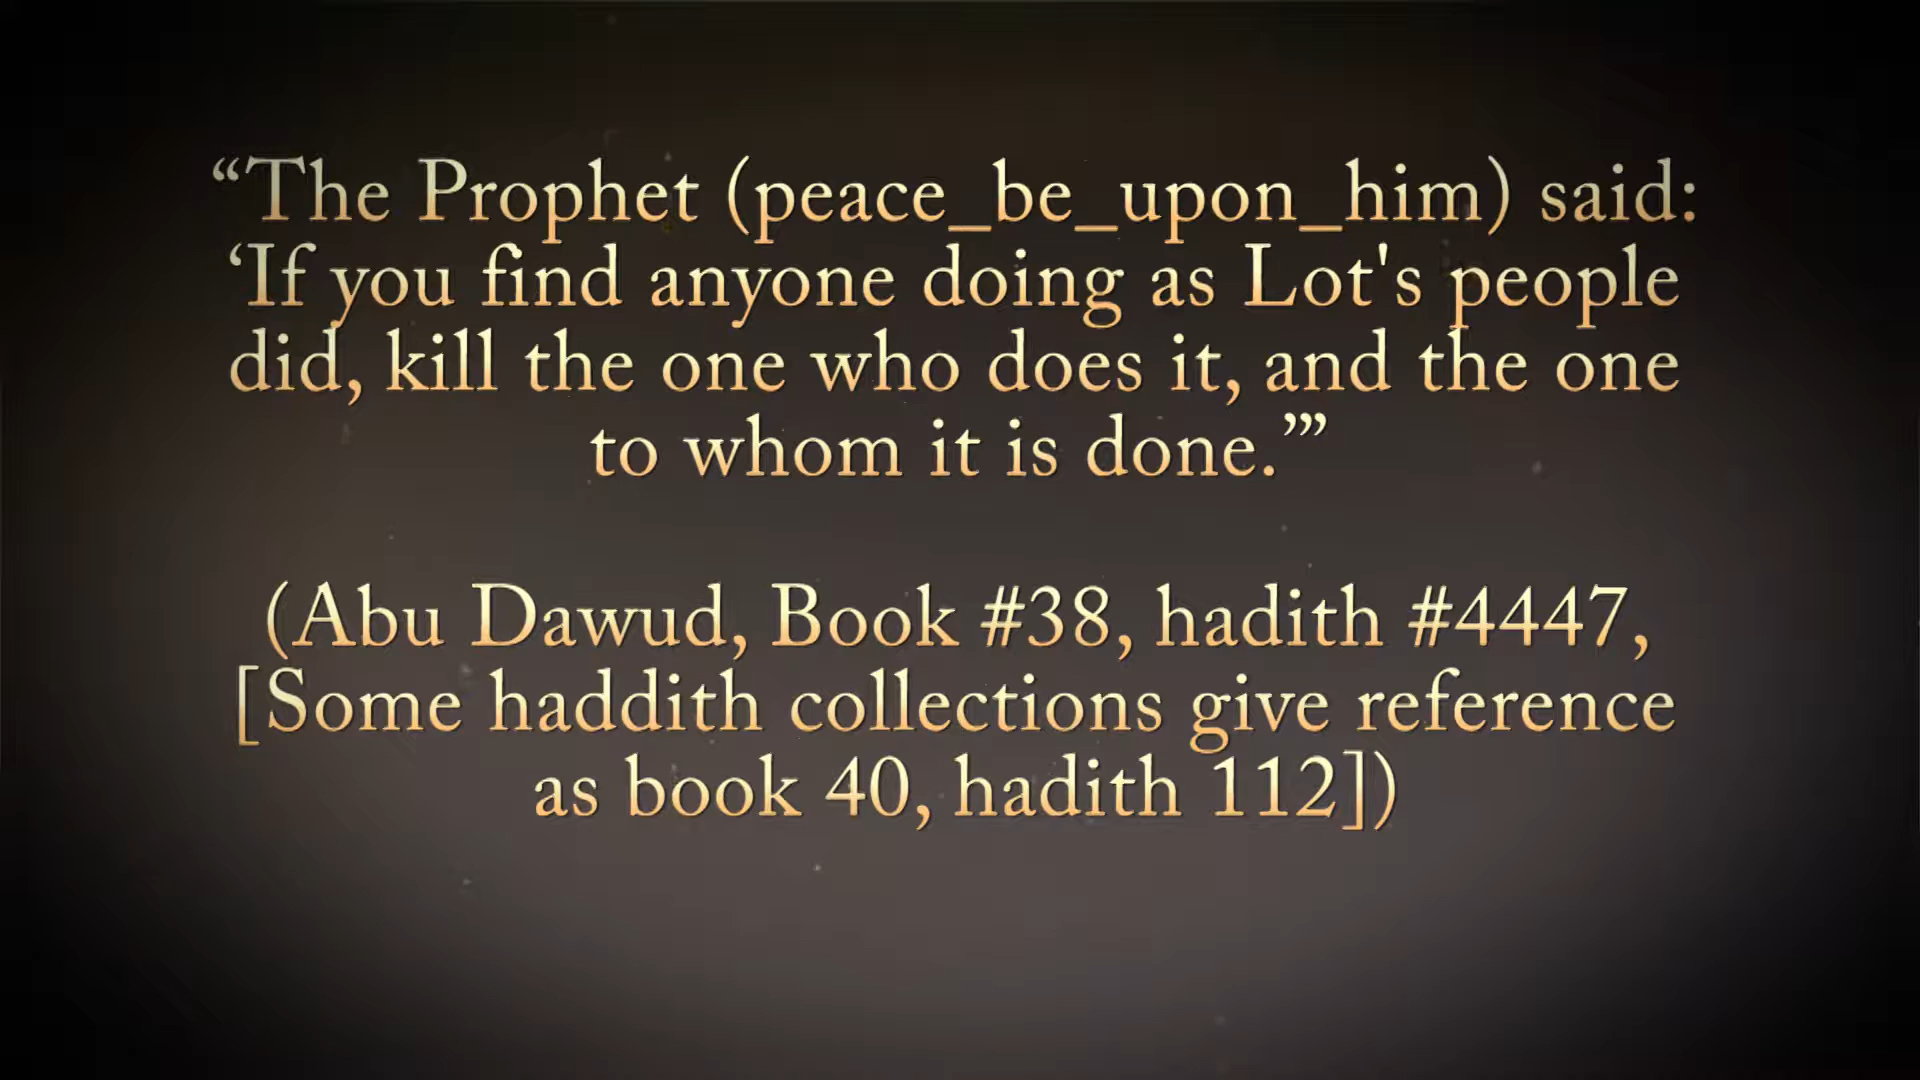 “The Prophet (peace_be_upon_him) said:
‘If you find anyone doing as Lot's people
did, kill the one who does it, and the one
to whom it is done.’”
(Abu Dawud, Book #38, hadith #4447,
[Some haddith collections give reference
as book 40, hadith 112])